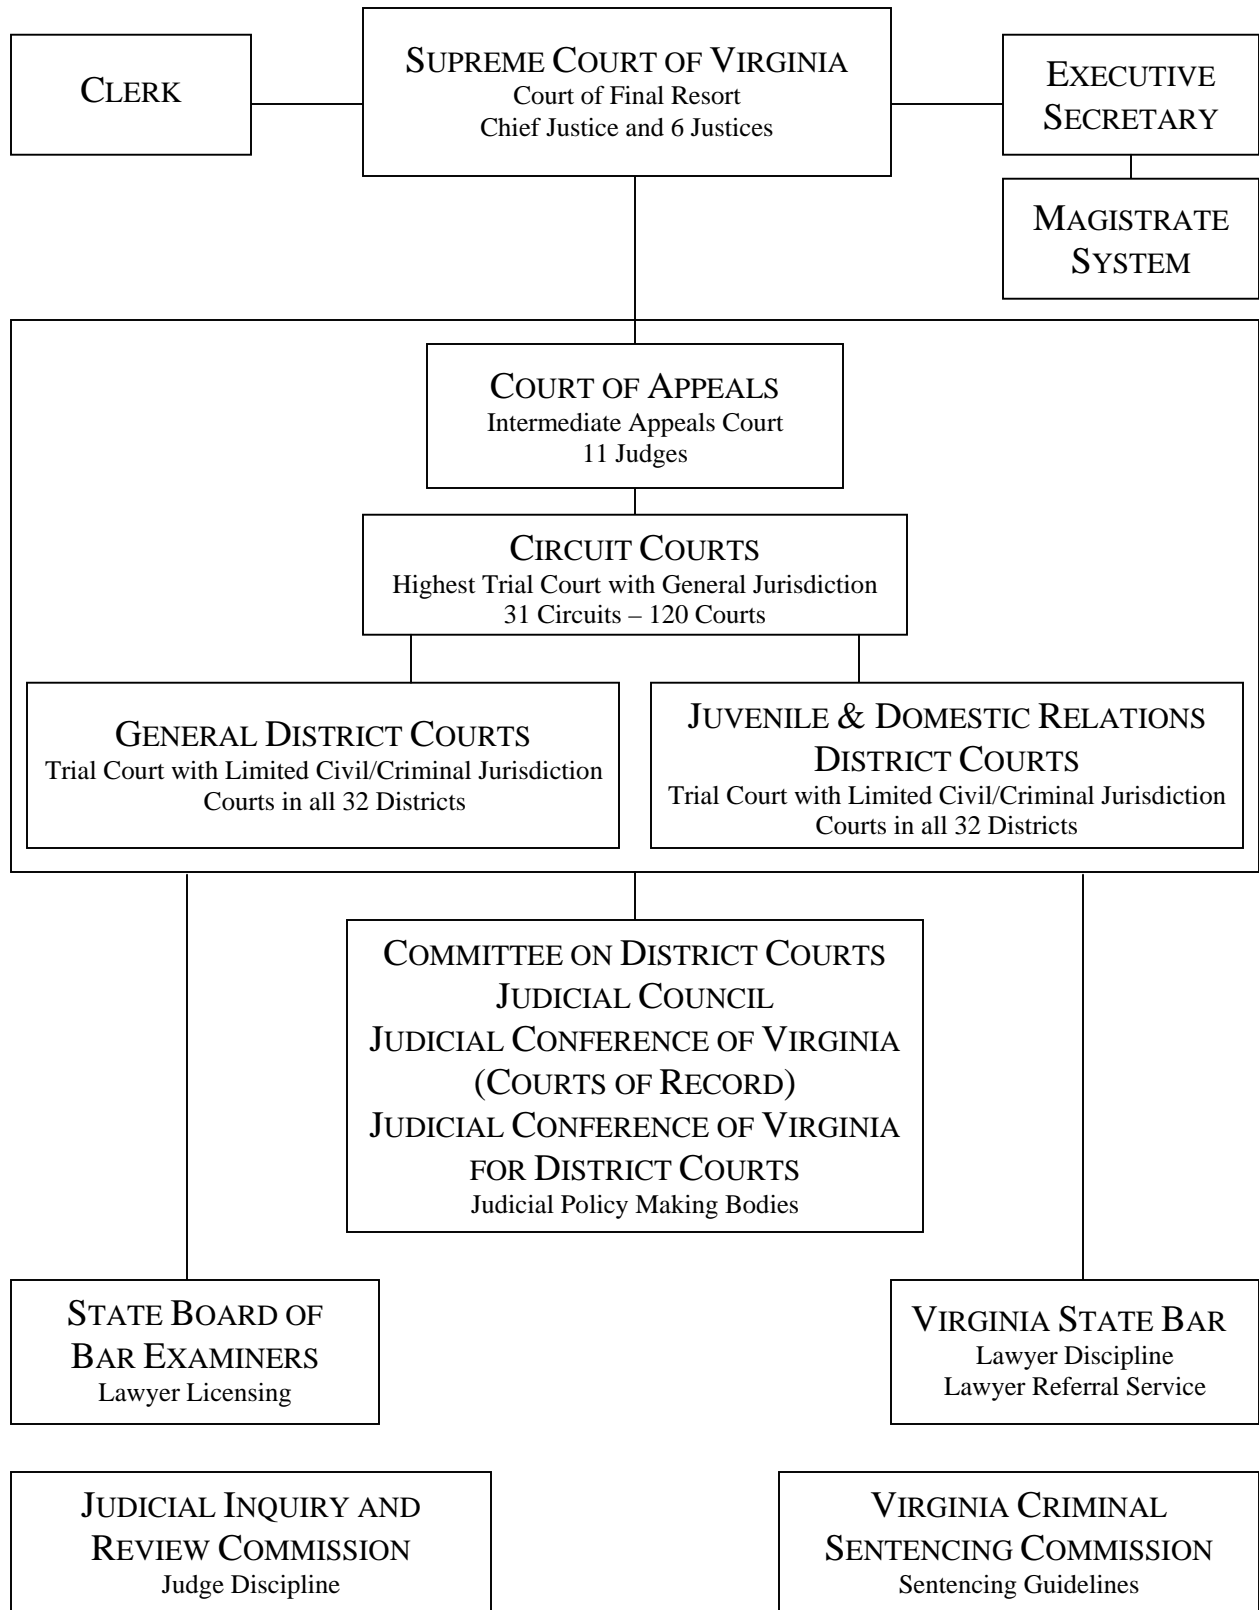 CLERK
SUPREME COURT OF VIRGINIA
Court of Final Resort
Chief Justice and 6 Justices
EXECUTIVE
SECRETARY
MAGISTRATE
SYSTEM
COURT OF APPEALS
Intermediate Appeals Court
11 Judges
CIRCUIT COURTS
Highest Trial Court with General Jurisdiction
31 Circuits – 120 Courts
GENERAL DISTRICT COURTS
Trial Court with Limited Civil/Criminal Jurisdiction
Courts in all 32 Districts
JUVENILE & DOMESTIC RELATIONS
DISTRICT COURTS
Trial Court with Limited Civil/Criminal Jurisdiction
Courts in all 32 Districts
COMMITTEE ON DISTRICT COURTS
JUDICIAL COUNCIL
JUDICIAL CONFERENCE OF VIRGINIA
(COURTS OF RECORD)
JUDICIAL CONFERENCE OF VIRGINIA
FOR DISTRICT COURTS
Judicial Policy Making Bodies
STATE BOARD OF
BAR EXAMINERS
Lawyer Licensing
VIRGINIA STATE BAR
Lawyer Discipline
Lawyer Referral Service
JUDICIAL INQUIRY AND
REVIEW COMMISSION
Judge Discipline
VIRGINIA CRIMINAL
SENTENCING COMMISSION
Sentencing Guidelines